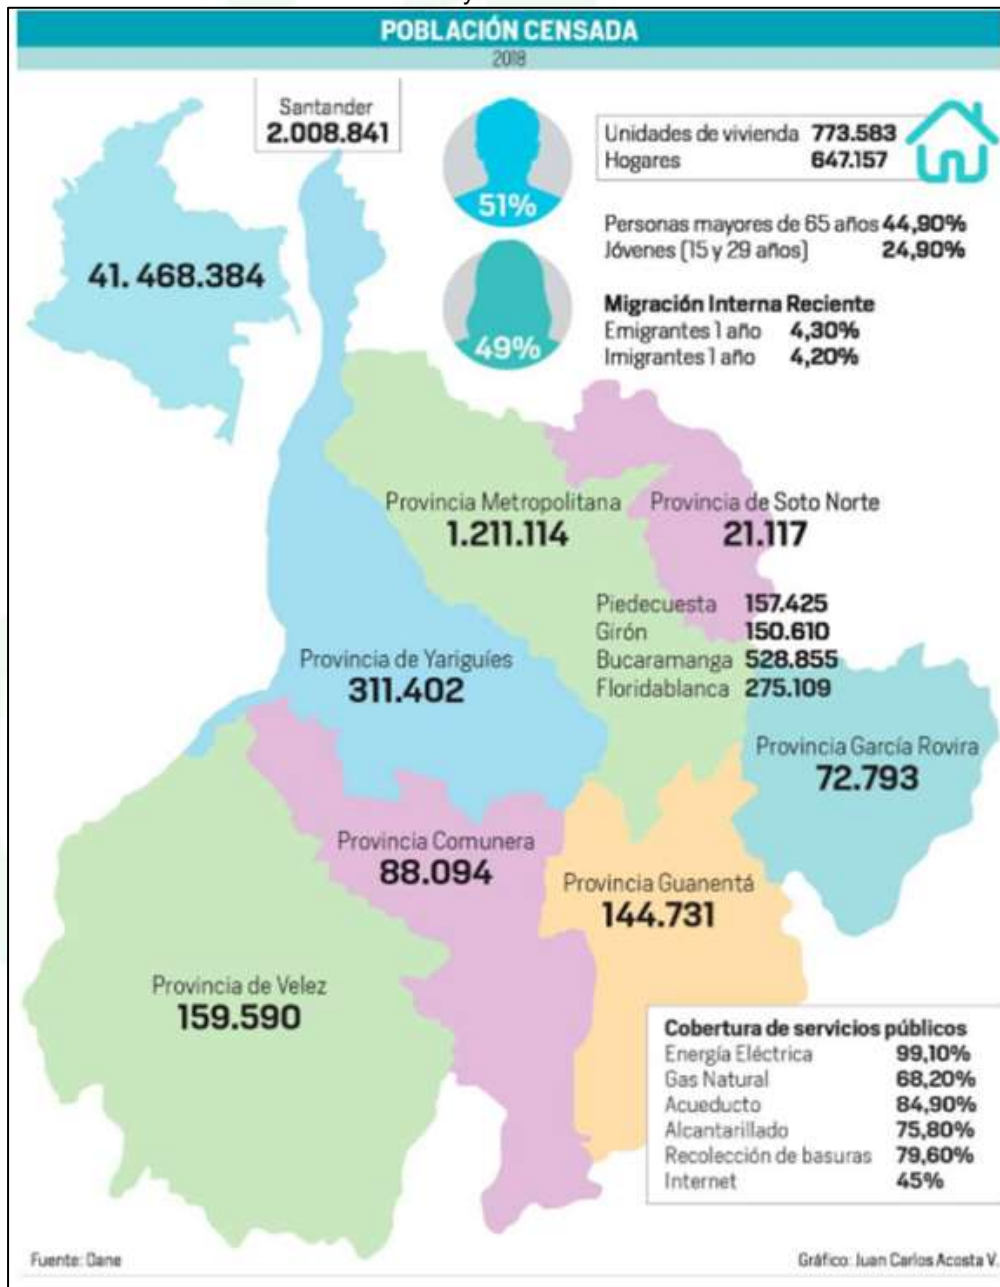 POBLACIÓN CENSADA
2018
Santander
2.008.841
41. 468.384
51%
49%
Unidades de vivienda 773.583
Hogares 647.157
Personas mayores de 65 años 44,90%
Jóvenes (15 y 29 años) 24,90%
Migración Interna Reciente
Emigrantes 1 año 4,30%
Imigrantes 1 año 4,20%
Provincia Metropolitana
1.211.114
Provincia de Soto Norte
21.117
Piedecuesta 157.425
Girón 150.610
Bucaramanga 528.855
Floridablanca 275.109
Provincia de Yariguíes
311.402
Provincia García Rovira
72.793
Provincia Comunera
88.094
Provincia Guanentá
144.731
Provincia de Velez
159.590
Cobertura de servicios públicos
Energía Eléctrica 99,10%
Gas Natural 68,20%
Acueducto 84,90%
Alcantarillado 75,80%
Recolección de basuras 79,60%
Internet 45%
Fuente: Dane
Gráfico: Juan Carlos Acosta V.